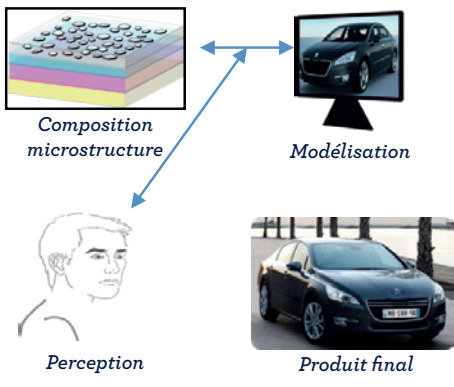 Composition
microstructure
Modélisation
Perception
Produit final